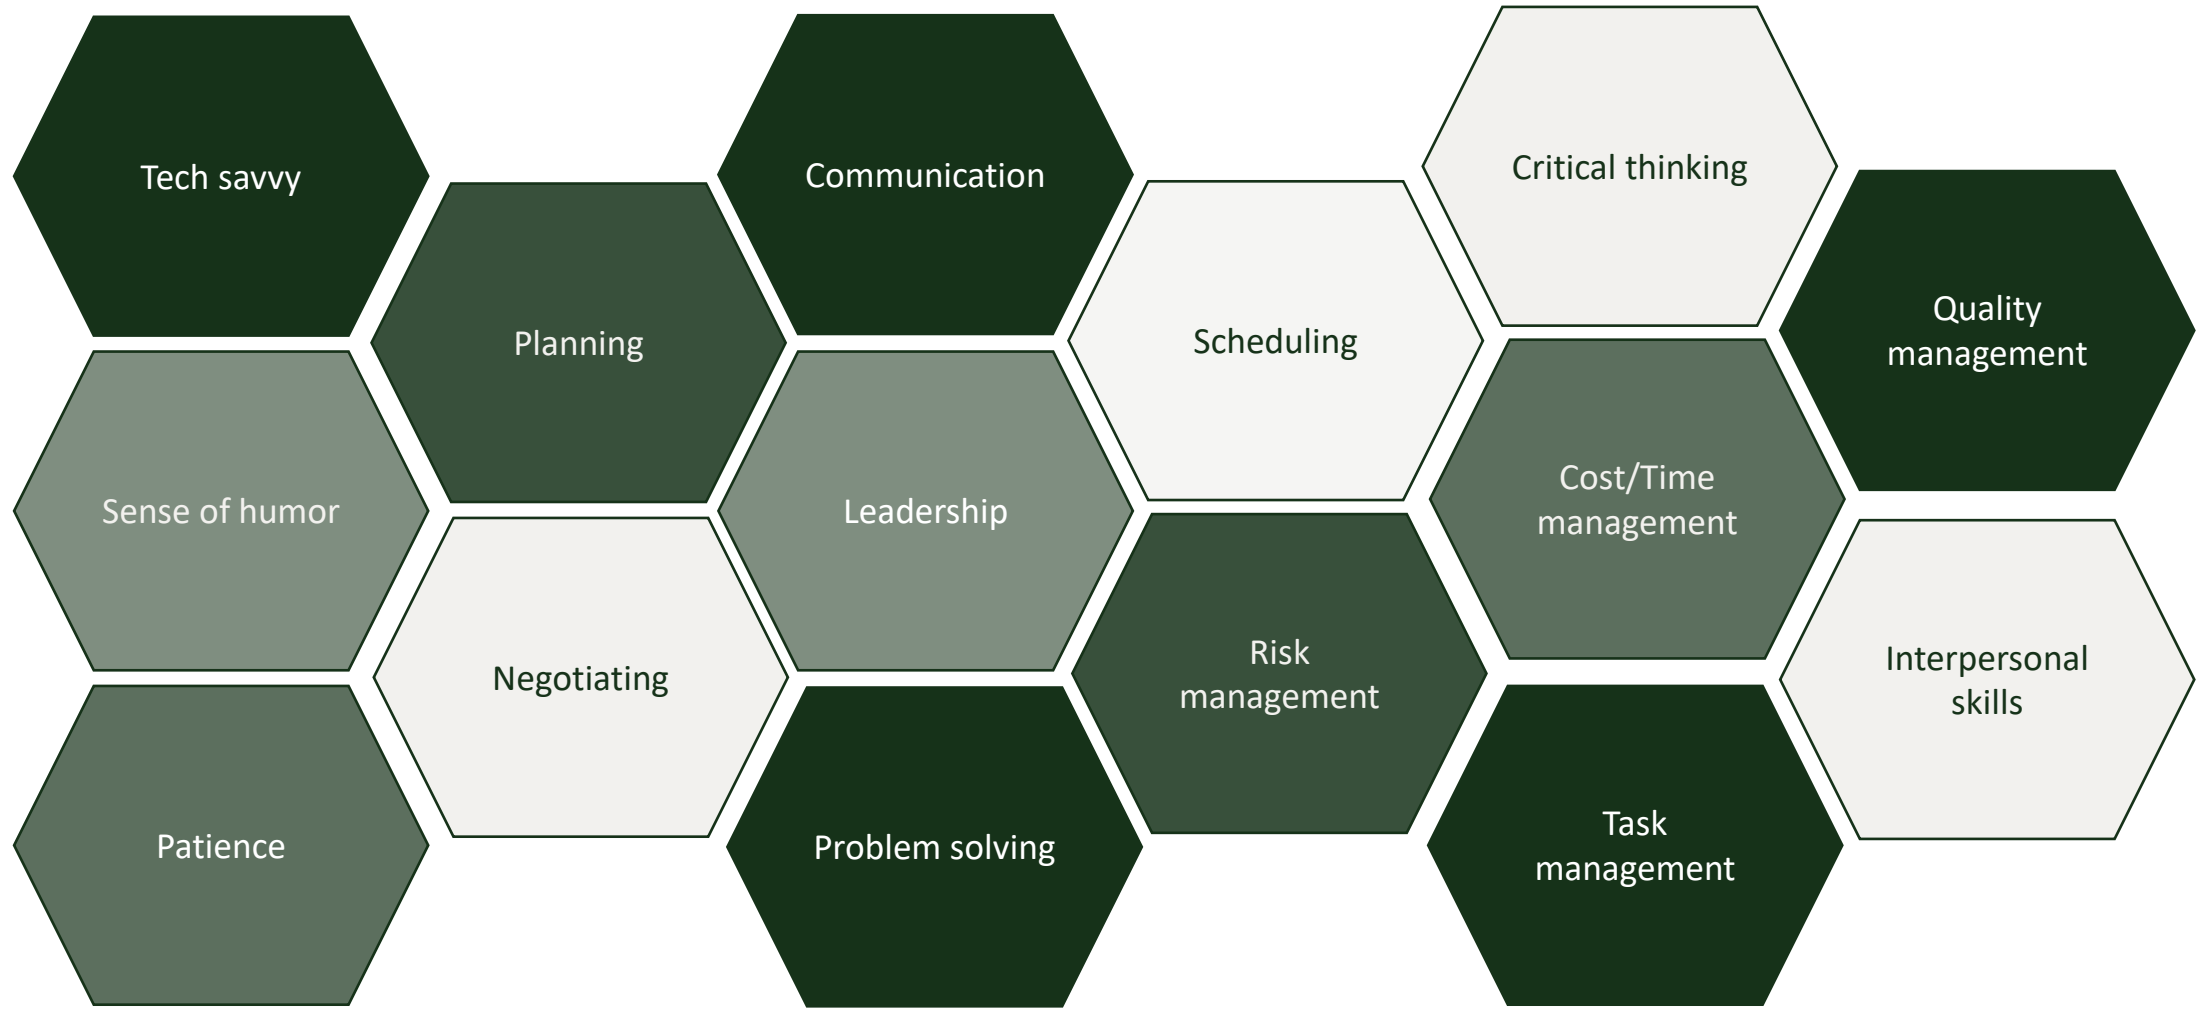 Tech savvy
Communication
Critical thinking
Planning
Scheduling
Quality
management
Sense of humor
Leadership
Cost/Time
management
Negotiating
Risk
management
Interpersonal
skills
Patience
Problem solving
Task
management